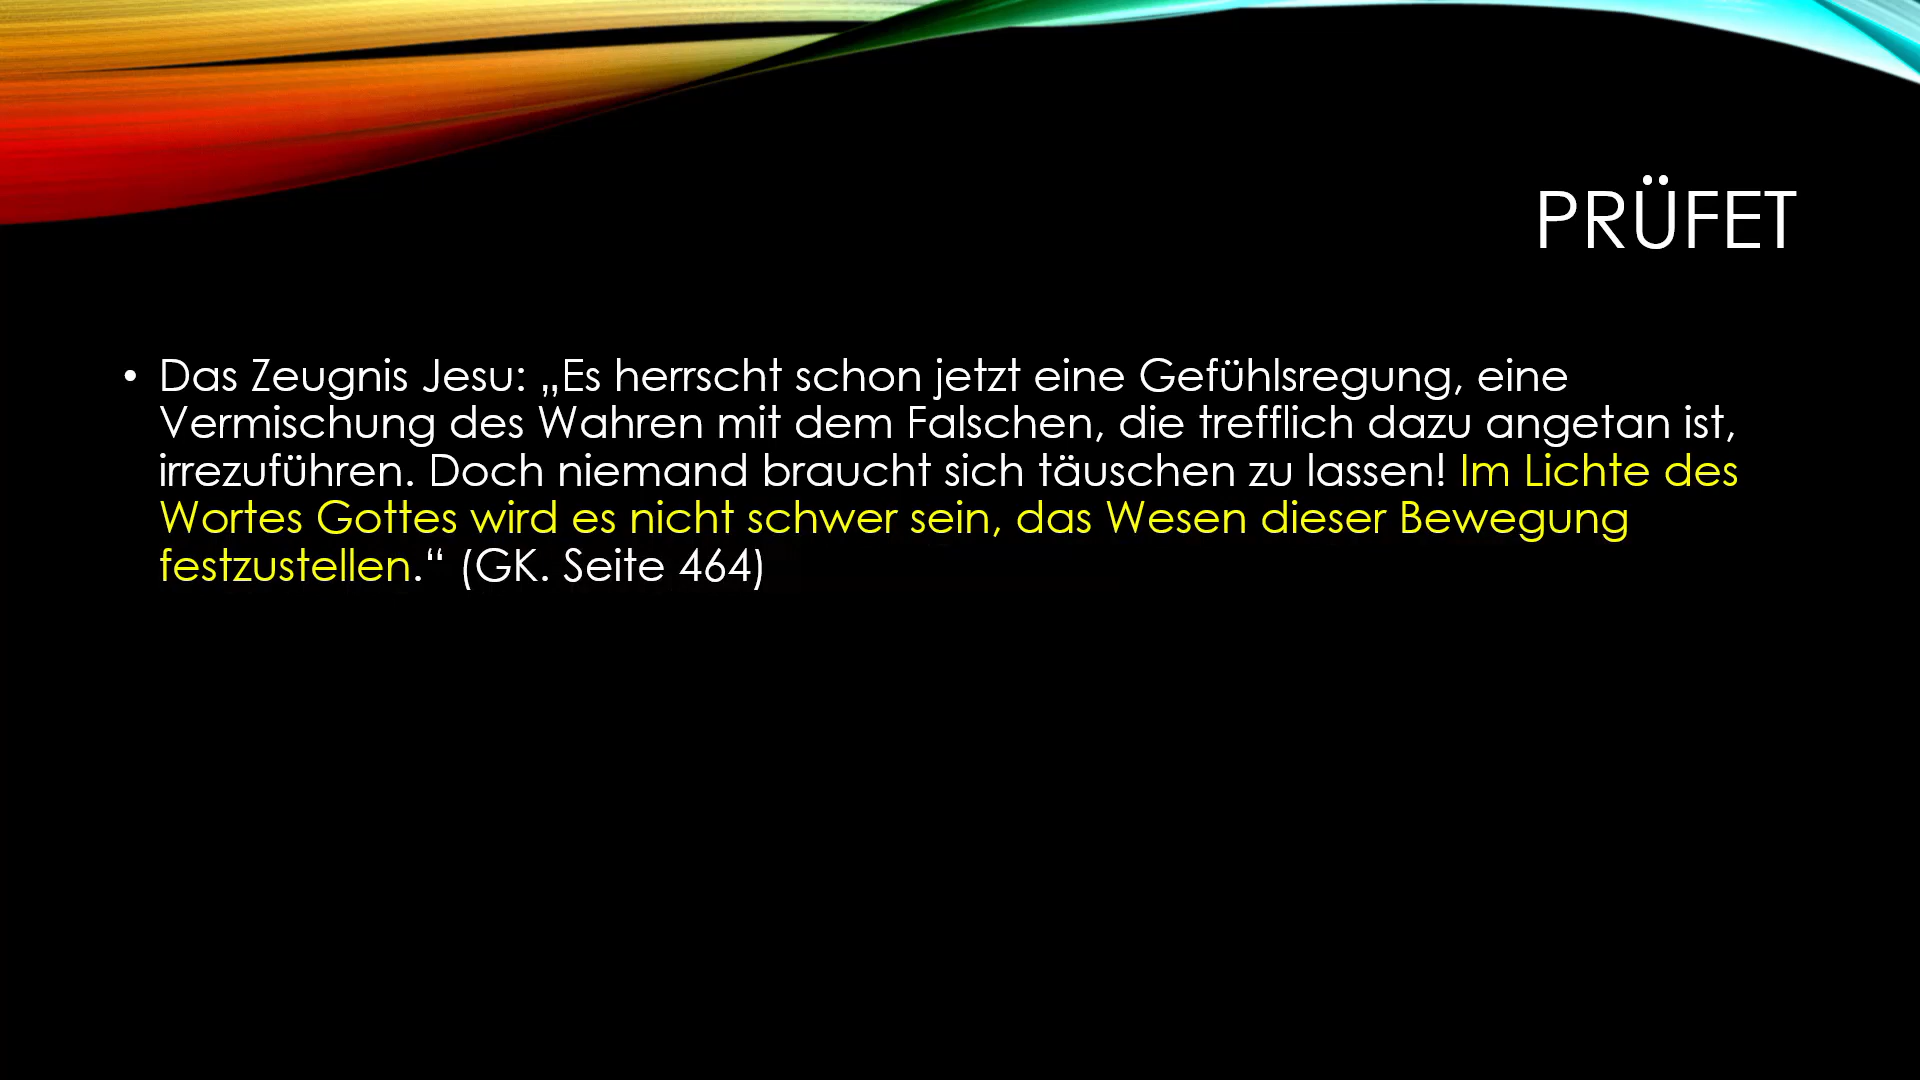 PRÜFET
• Das Zeugnis Jesu: „Es herrscht schon jetzt eine Gefühlsregung, eine
Vermischung des Wahren mit dem Falschen, die trefflich dazu angetan ist,
irrezuführen. Doch niemand braucht sich täuschen zu lassen! Im Lichte des
Wortes Gottes wird es nicht schwer sein, das Wesen dieser Bewegung
festzustellen.“ (GK. Seite 464)